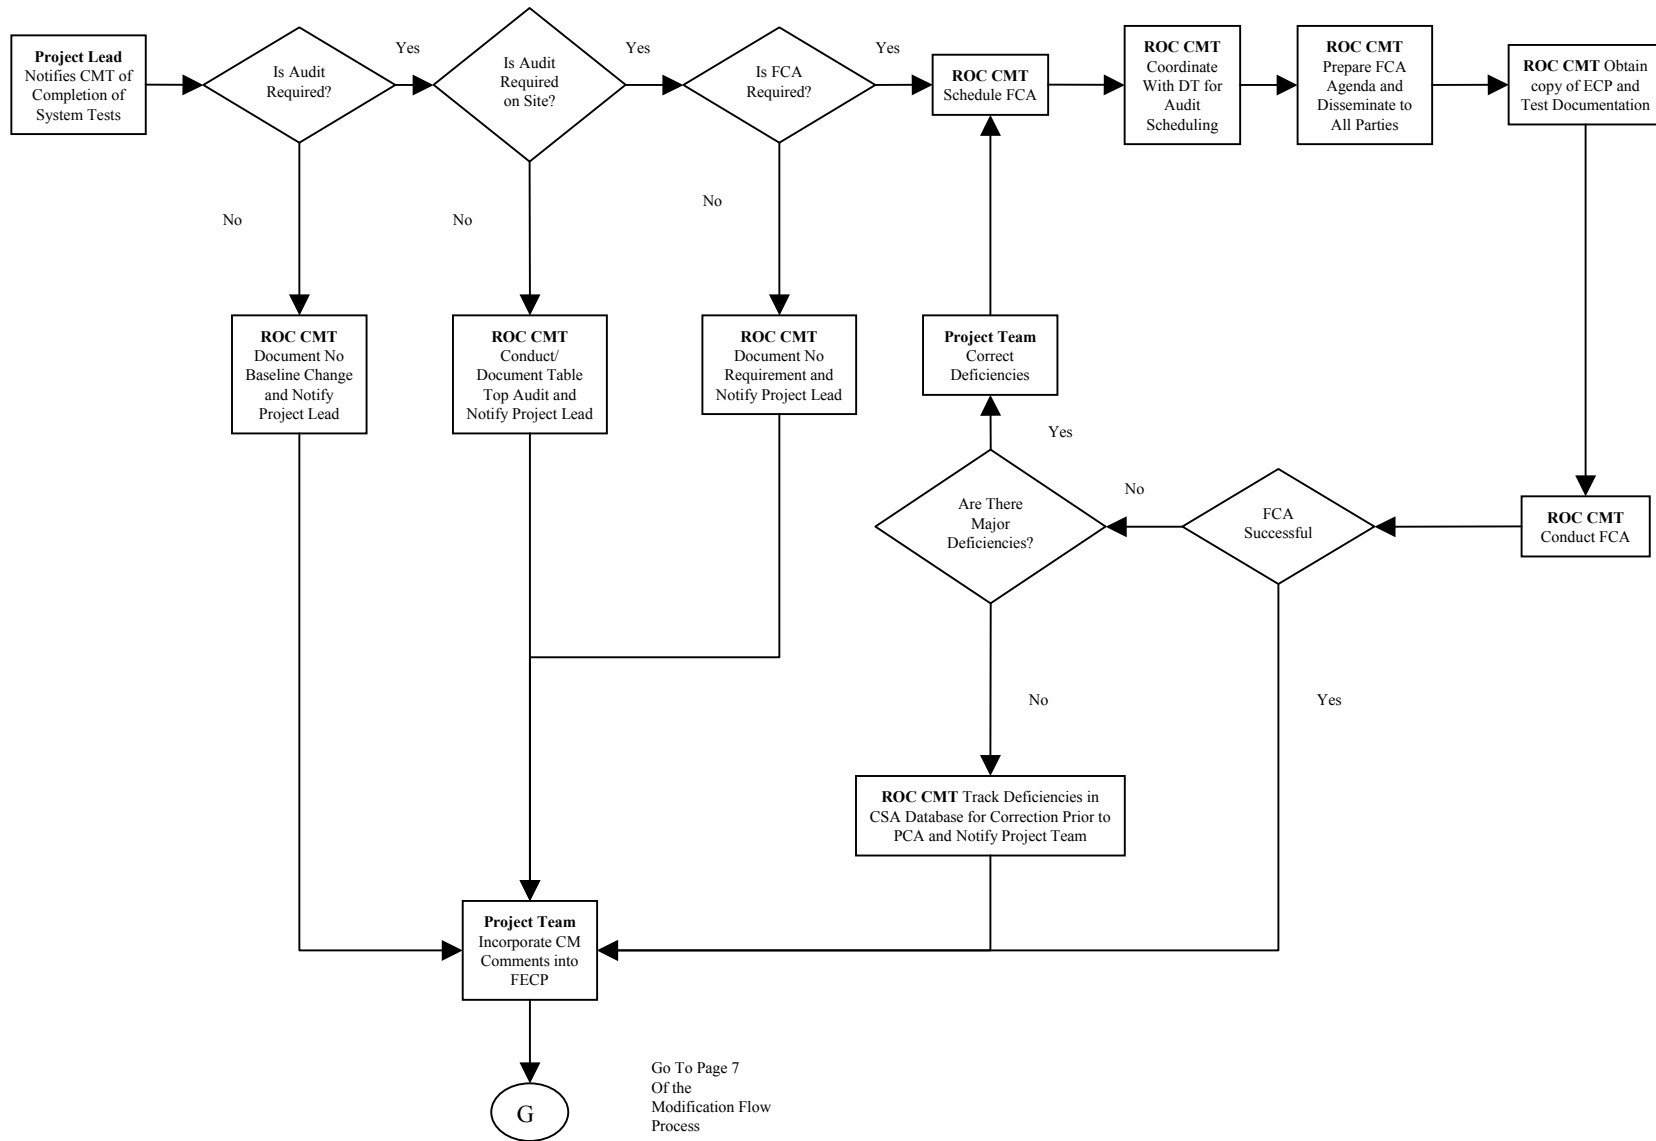 Project Lead
Notifies CMT of
Completion of
System Tests
Is Audit
Required?
Yes
Is Audit
Required
on Site?
Yes
Is FCA
Required?
Yes
ROC CMT
Schedule FCA
ROC CMT
Coordinate
With DT for
Audit
Scheduling
ROC CMT
Prepare FCA
Agenda and
Disseminate to
All Parties
ROC CMT Obtain
copy of ECP and
Test Documentation
No
No
No
ROC CMT
Document No
Baseline Change
and Notify
Project Lead
ROC CMT
Conduct/
Document Table
Top Audit and
Notify Project Lead
ROC CMT
Document No
Requirement and
Notify Project Lead
Project Team
Correct
Deficiencies
Yes
Are There
Major
Deficiencies?
No
FCA
Successful
ROC CMT
Conduct FCA
No
Yes
ROC CMT Track Deficiencies in
CSA Database for Correction Prior to
PCA and Notify Project Team
Project Team
Incorporate CM
Comments into
FECP
G
Go To Page 7
Of the
Modification Flow
Process